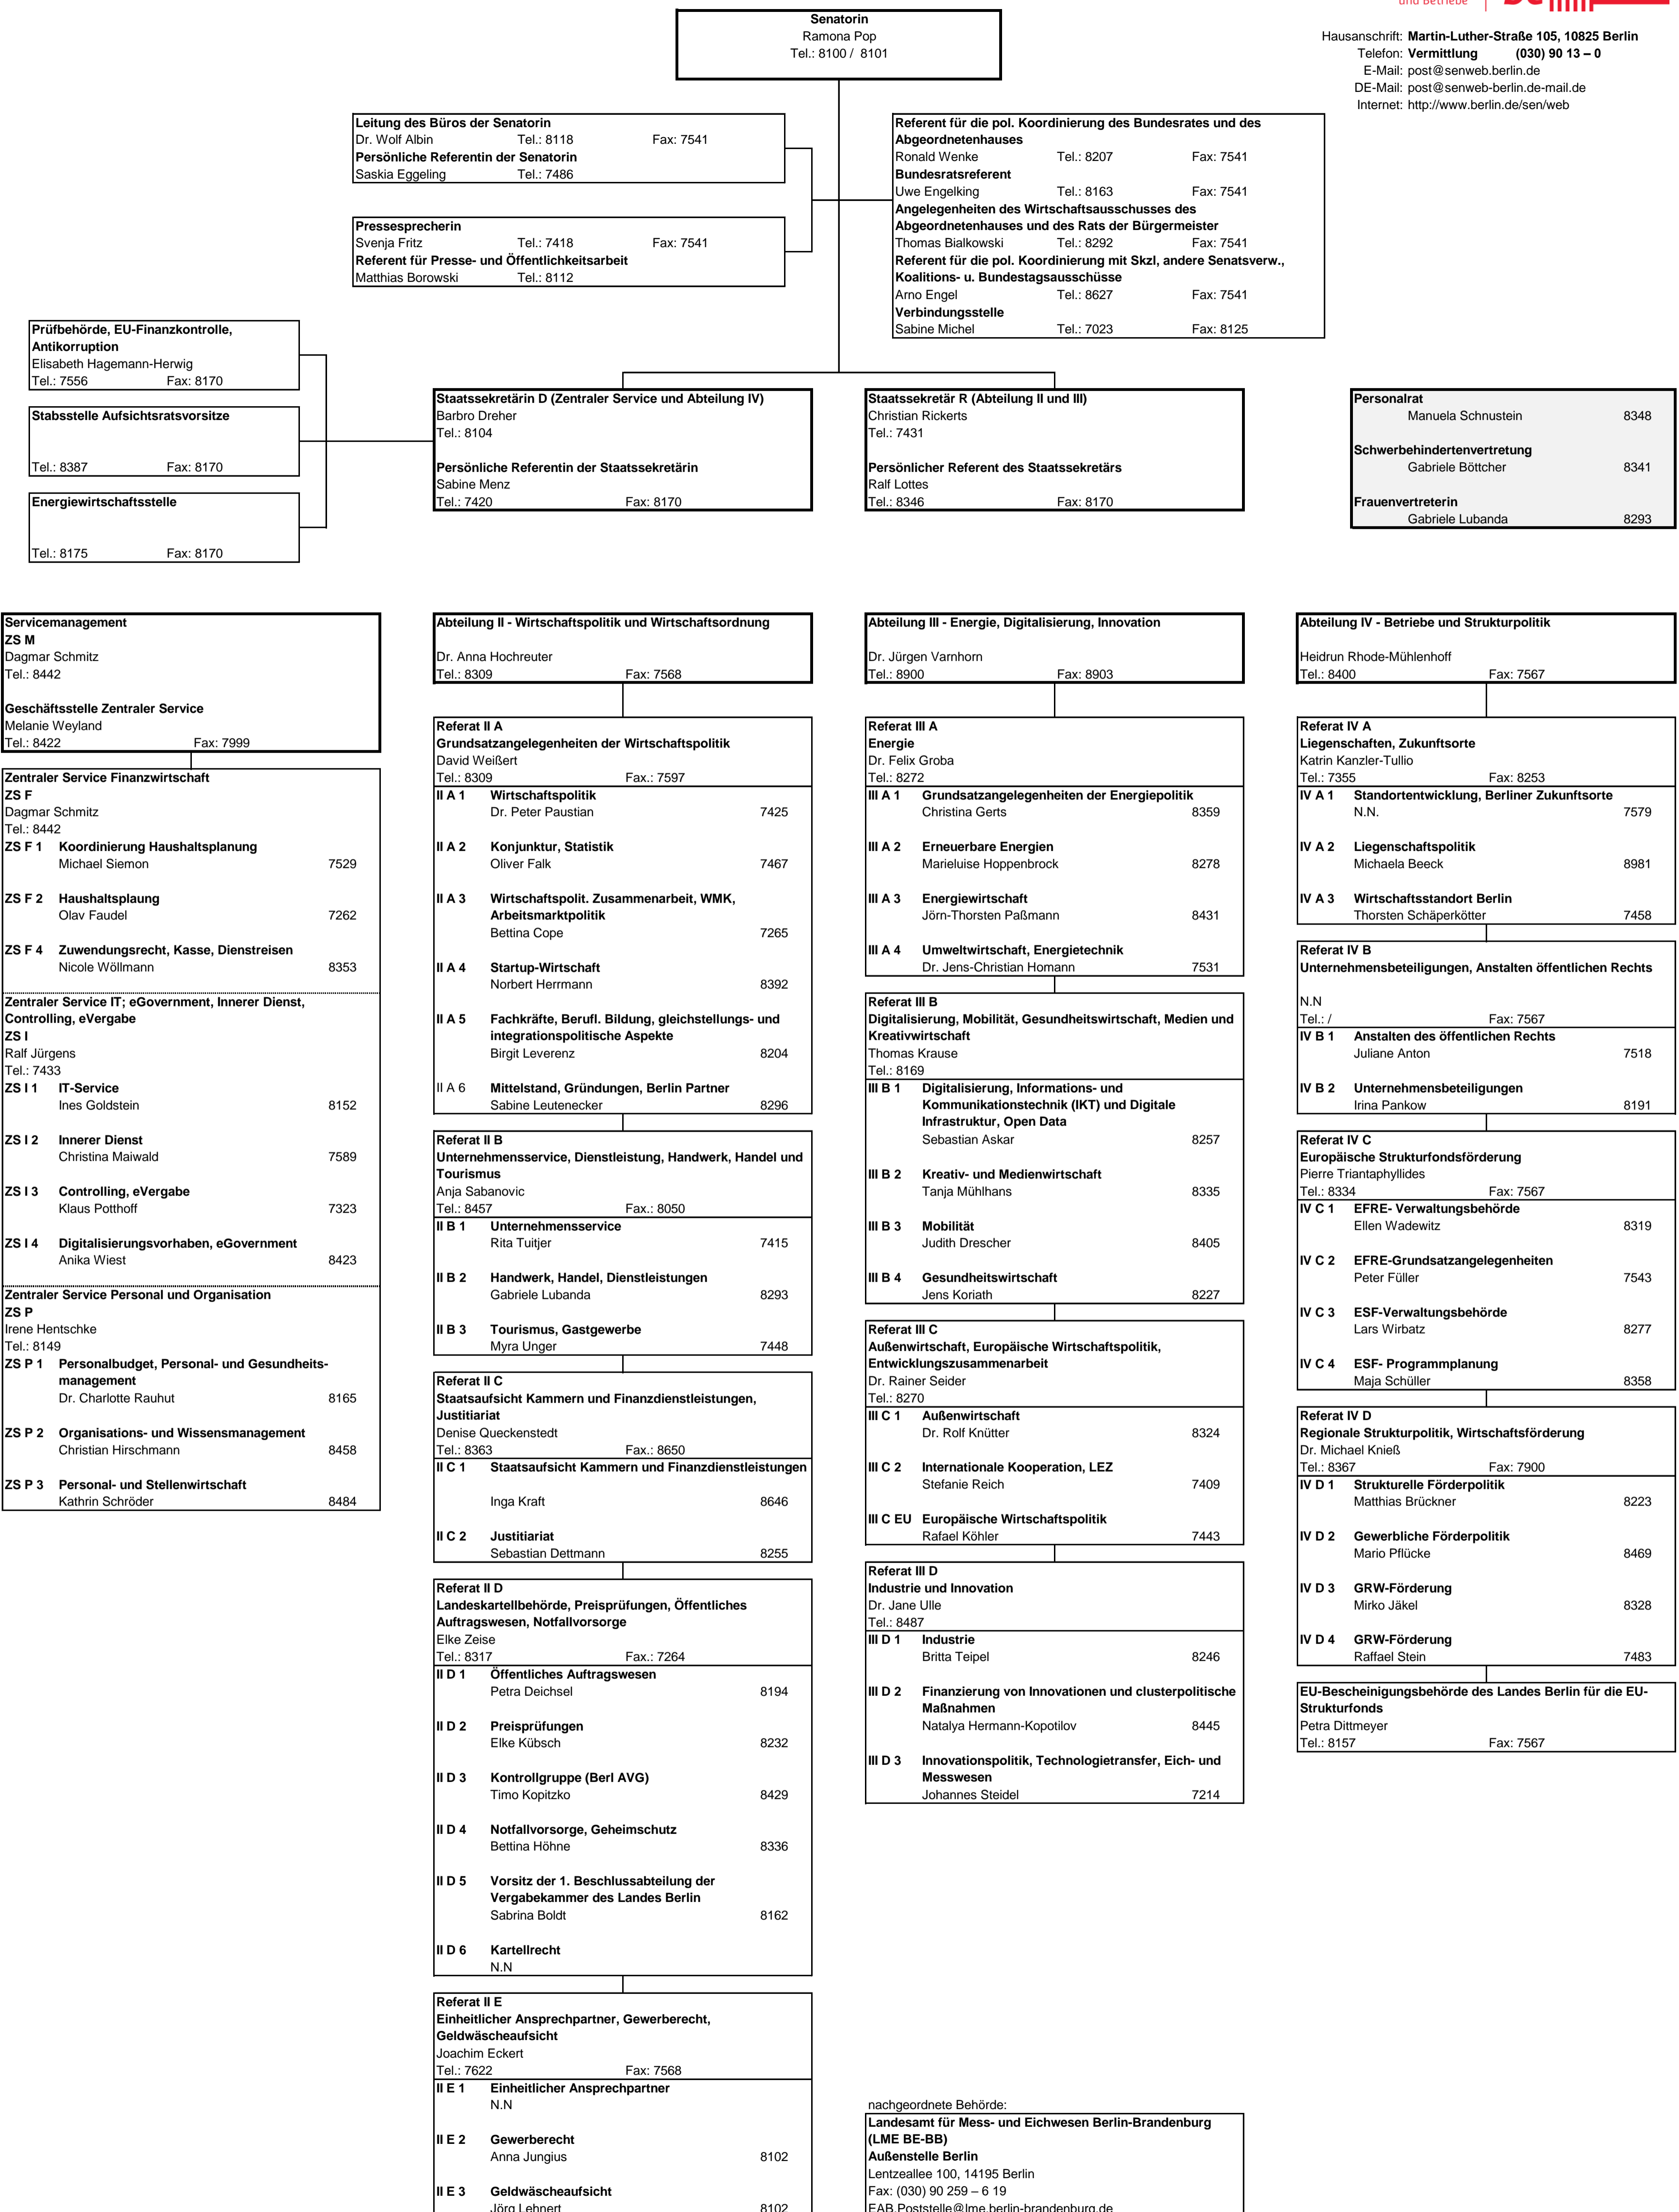 und Betriebe
Senatorin
Ramona Pop
Tel.: 8100 / 8101
Hausanschrift: Martin-Luther-Straße 105, 10825 Berlin
Telefon: Vermittlung (030) 90 13 – 0
E-Mail: post@senweb.berlin.de
DE-Mail: post@senweb-berlin.de-mail.de
Internet: http://www.berlin.de/sen/web
Leitung des Büros der Senatorin
Dr. Wolf Albin Tel.: 8118 Fax: 7541
Persönliche Referentin der Senatorin
Saskia Eggeling Tel.: 7486
Pressesprecherin
Svenja Fritz Tel.: 7418 Fax: 7541
Referent für Presse- und Öffentlichkeitsarbeit
Matthias Borowski Tel.: 8112
Referent für die pol. Koordinierung des Bundesrates und des
Abgeordnetenhauses
Ronald Wenke Tel.: 8207 Fax: 7541
Bundesratsreferent
Uwe Engelking Tel.: 8163 Fax: 7541
Angelegenheiten des Wirtschaftsausschusses des
Abgeordnetenhauses und des Rats der Bürgermeister
Thomas Bialkowski Tel.: 8292 Fax: 7541
Referent für die pol. Koordinierung mit Skzl, andere Senatsverw.,
Koalitions- u. Bundestagsausschüsse
Arno Engel Tel.: 8627 Fax: 7541
Verbindungsstelle
Sabine Michel Tel.: 7023 Fax: 8125
Prüfbehörde, EU-Finanzkontrolle,
Antikorruption
Elisabeth Hagemann-Herwig
Tel.: 7556 Fax: 8170
Stabsstelle Aufsichtsratsvorsitze
Tel.: 8387 Fax: 8170
Energiewirtschaftsstelle
Tel.: 8175 Fax: 8170
Staatssekretärin D (Zentraler Service und Abteilung IV)
Barbro Dreher
Tel.: 8104
Persönliche Referentin der Staatssekretärin
Sabine Menz
Tel.: 7420 Fax: 8170
Staatssekretär R (Abteilung II und III)
Christian Rickerts
Tel.: 7431
Persönlicher Referent des Staatssekretärs
Ralf Lottes
Tel.: 8346 Fax: 8170
Personalrat
Manuela Schnustein 8348
Schwerbehindertenvertretung
Gabriele Böttcher 8341
Frauenvertreterin
Gabriele Lubanda 8293
Servicemanagement
ZS M
Dagmar Schmitz
Tel.: 8442
Geschäftsstelle Zentraler Service
Melanie Weyland
Tel.: 8422 Fax: 7999
Zentraler Service Finanzwirtschaft
ZS F
Dagmar Schmitz
Tel.: 8442
ZS F 1 Koordinierung Haushaltsplanung
Michael Siemon 7529
ZS F 2 Haushaltsplaung
Olav Faudel 7262
ZS F 4 Zuwendungsrecht, Kasse, Dienstreisen
Nicole Wöllmann 8353
Zentraler Service IT; eGovernment, Innerer Dienst,
Controlling, eVergabe
ZS I
Ralf Jürgens
Tel.: 7433
ZS I 1 IT-Service
Ines Goldstein 8152
ZS I 2 Innerer Dienst
Christina Maiwald 7589
ZS I 3 Controlling, eVergabe
Klaus Potthoff 7323
ZS I 4 Digitalisierungsvorhaben, eGovernment
Anika Wiest 8423
Zentraler Service Personal und Organisation
ZS P
Irene Hentschke
Tel.: 8149
ZS P 1 Personalbudget, Personal- und Gesundheits-
management
Dr. Charlotte Rauhut 8165
ZS P 2 Organisations- und Wissensmanagement
Christian Hirschmann 8458
ZS P 3 Personal- und Stellenwirtschaft
Kathrin Schröder 8484
Abteilung II - Wirtschaftspolitik und Wirtschaftsordnung
Dr. Anna Hochreuter
Tel.: 8309 Fax: 7568
Referat II A
Grundsatzangelegenheiten der Wirtschaftspolitik
David Weißert
Tel.: 8309 Fax.: 7597
II A 1 Wirtschaftspolitik
Dr. Peter Paustian 7425
II A 2 Konjunktur, Statistik
Oliver Falk 7467
II A 3 Wirtschaftspolit. Zusammenarbeit, WMK,
Arbeitsmarktpolitik
Bettina Cope 7265
II A 4 Startup-Wirtschaft
Norbert Herrmann 8392
II A 5 Fachkräfte, Berufl. Bildung, gleichstellungs- und
integrationspolitische Aspekte
Birgit Leverenz 8204
II A 6 Mittelstand, Gründungen, Berlin Partner
Sabine Leutenecker 8296
Referat II B
Unternehmensservice, Dienstleistung, Handwerk, Handel und
Tourismus
Anja Sabanovic
Tel.: 8457 Fax.: 8050
II B 1 Unternehmensservice
Rita Tuitjer 7415
II B 2 Handwerk, Handel, Dienstleistungen
Gabriele Lubanda 8293
II B 3 Tourismus, Gastgewerbe
Myra Unger 7448
Referat II C
Staatsaufsicht Kammern und Finanzdienstleistungen,
Justitiariat
Denise Queckenstedt
Tel.: 8363 Fax.: 8650
II C 1 Staatsaufsicht Kammern und Finanzdienstleistungen
Inga Kraft 8646
II C 2 Justitiariat
Sebastian Dettmann 8255
Referat II D
Landeskartellbehörde, Preisprüfungen, Öffentliches
Auftragswesen, Notfallvorsorge
Elke Zeise
Tel.: 8317 Fax.: 7264
II D 1 Öffentliches Auftragswesen
Petra Deichsel 8194
II D 2 Preisprüfungen
Elke Kübsch 8232
II D 3 Kontrollgruppe (Berl AVG)
Timo Kopitzko 8429
II D 4 Notfallvorsorge, Geheimschutz
Bettina Höhne 8336
II D 5 Vorsitz der 1. Beschlussabteilung der
Vergabekammer des Landes Berlin
Sabrina Boldt 8162
II D 6 Kartellrecht
N.N
Referat II E
Einheitlicher Ansprechpartner, Gewerberecht,
Geldwäscheaufsicht
Joachim Eckert
Tel.: 7622 Fax: 7568
II E 1 Einheitlicher Ansprechpartner
N.N
II E 2 Gewerberecht
Anna Jungius 8102
II E 3 Geldwäscheaufsicht
Jörg Lehnert 8102
Abteilung III - Energie, Digitalisierung, Innovation
Dr. Jürgen Varnhorn
Tel.: 8900 Fax: 8903
Referat III A
Energie
Dr. Felix Groba
Tel.: 8272
III A 1 Grundsatzangelegenheiten der Energiepolitik
Christina Gerts 8359
III A 2 Erneuerbare Energien
Marieluise Hoppenbrock 8278
III A 3 Energiewirtschaft
Jörn-Thorsten Paßmann 8431
III A 4 Umweltwirtschaft, Energietechnik
Dr. Jens-Christian Homann 7531
Referat III B
Digitalisierung, Mobilität, Gesundheitswirtschaft, Medien und
Kreativwirtschaft
Thomas Krause
Tel.: 8169
III B 1 Digitalisierung, Informations- und
Kommunikationstechnik (IKT) und Digitale
Infrastruktur, Open Data
Sebastian Askar 8257
III B 2 Kreativ- und Medienwirtschaft
Tanja Mühlhans 8335
III B 3 Mobilität
Judith Drescher 8405
III B 4 Gesundheitswirtschaft
Jens Koriath 8227
Referat III C
Außenwirtschaft, Europäische Wirtschaftspolitik,
Entwicklungszusammenarbeit
Dr. Rainer Seider
Tel.: 8270
III C 1 Außenwirtschaft
Dr. Rolf Knütter 8324
III C 2 Internationale Kooperation, LEZ
Stefanie Reich 7409
III C EU Europäische Wirtschaftspolitik
Rafael Köhler 7443
Referat III D
Industrie und Innovation
Dr. Jane Ulle
Tel.: 8487
III D 1 Industrie
Britta Teipel 8246
III D 2 Finanzierung von Innovationen und clusterpolitische
Maßnahmen
Natalya Hermann-Kopotilov 8445
III D 3 Innovationspolitik, Technologietransfer, Eich- und
Messwesen
Johannes Steidel 7214
nachgeordnete Behörde:
Landesamt für Mess- und Eichwesen Berlin-Brandenburg
(LME BE-BB)
Außenstelle Berlin
Lentzeallee 100, 14195 Berlin
Fax: (030) 90 259 – 6 19
EAB.Poststelle@lme.berlin-brandenburg.de
Abteilung IV - Betriebe und Strukturpolitik
Heidrun Rhode-Mühlenhoff
Tel.: 8400 Fax: 7567
Referat IV A
Liegenschaften, Zukunftsorte
Katrin Kanzler-Tullio
Tel.: 7355 Fax: 8253
IV A 1 Standortentwicklung, Berliner Zukunftsorte
N.N. 7579
IV A 2 Liegenschaftspolitik
Michaela Beeck 8981
IV A 3 Wirtschaftsstandort Berlin
Thorsten Schäperkötter 7458
Referat IV B
Unternehmensbeteiligungen, Anstalten öffentlichen Rechts
N.N
Tel.: / Fax: 7567
IV B 1 Anstalten des öffentlichen Rechts
Juliane Anton 7518
IV B 2 Unternehmensbeteiligungen
Irina Pankow 8191
Referat IV C
Europäische Strukturfondsförderung
Pierre Triantaphyllides
Tel.: 8334 Fax: 7567
IV C 1 EFRE- Verwaltungsbehörde
Ellen Wadewitz 8319
IV C 2 EFRE-Grundsatzangelegenheiten
Peter Füller 7543
IV C 3 ESF-Verwaltungsbehörde
Lars Wirbatz 8277
IV C 4 ESF- Programmplanung
Maja Schüller 8358
Referat IV D
Regionale Strukturpolitik, Wirtschaftsförderung
Dr. Michael Knieß
Tel.: 8367 Fax: 7900
IV D 1 Strukturelle Förderpolitik
Matthias Brückner 8223
IV D 2 Gewerbliche Förderpolitik
Mario Pflücke 8469
IV D 3 GRW-Förderung
Mirko Jäkel 8328
IV D 4 GRW-Förderung
Raffael Stein 7483
EU-Bescheinigungsbehörde des Landes Berlin für die EU-
Strukturfonds
Petra Dittmeyer
Tel.: 8157 Fax: 7567